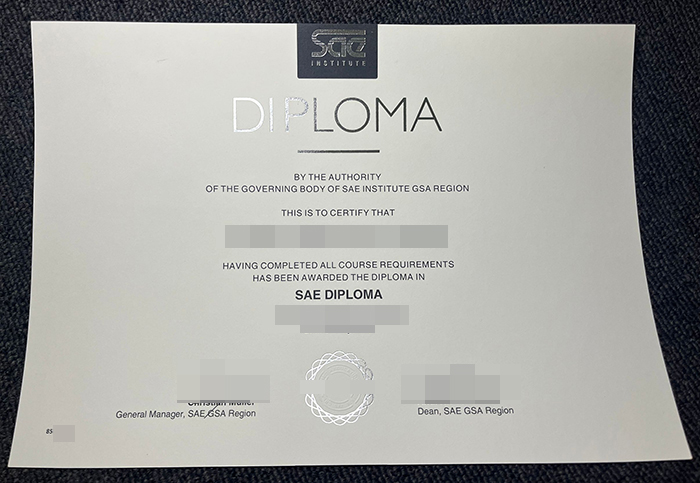 sae
INSTITUTE
DIPLOMA
BY THE AUTHORITY
OF THE GOVERNING BODY OF SAE INSTITUTE GSA REGION
THIS IS TO CERTIFY THAT
HAVING COMPLETED ALL COURSE REQUIREMENTS
HAS BEEN AWARDED THE DIPLOMA IN
SAE DIPLOMA
Christian Müller
General Manager, SAE GSA Region
Dean, SAE GSA Region
85